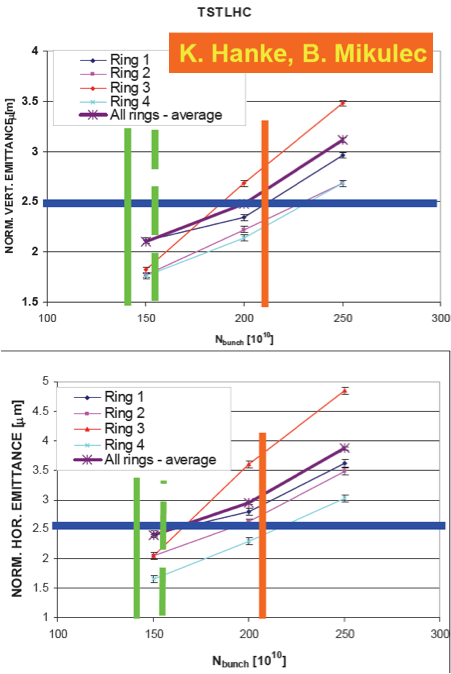 TSTLHC
K. Hanke, B. Mikulec
Ring 1
Ring 2
Ring 3
Ring 4
All rings - average
NORM. VERT. EMITTANCE[μm]
4
3.5
3
2.5
2
1.5
100
150
200
250
300
Nbunch [10^10]
Ring 1
Ring 2
Ring 3
Ring 4
All rings - average
NORM. HOR. EMITTANCE [μm]
5
4.5
4
3.5
3
2.5
2
1.5
1
100
150
200
250
300
Nbunch [10^10]